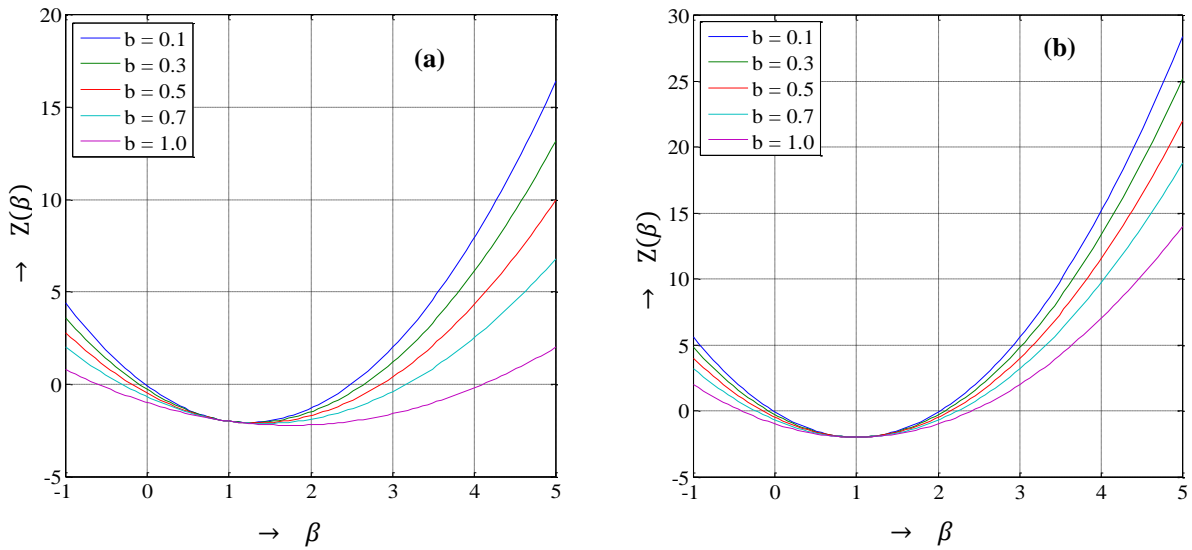 (a)
b = 0.1
b = 0.3
b = 0.5
b = 0.7
b = 1.0
20
15
10
5
0
-5
→ Z(β)
-1 0 1 2 3 4 5
→ β
(b)
b = 0.1
b = 0.3
b = 0.5
b = 0.7
b = 1.0
30
25
20
15
10
5
0
-5
→ Z(β)
-1 0 1 2 3 4 5
→ β